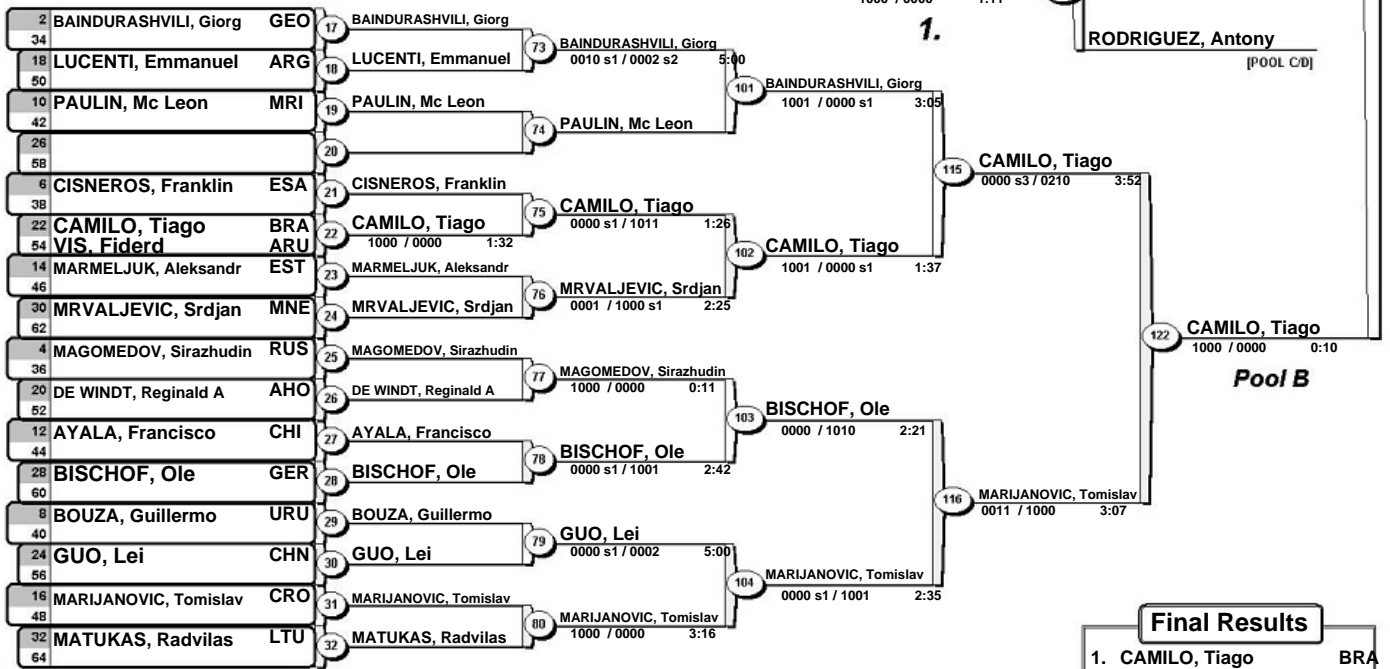 1.
RODRIGUEZ, Antony
[POOL C/D]
2 BAINDURASHVILI, Giorg GEO
34
18 LUCENTI, Emmanuel ARG
50
10 PAULIN, Mc Leon MRI
42
26
58
6 CISNEROS, Franklin ESA
38
22 CAMILO, Tiago BRA
54 VIS, Fiderd ARU
14 MARMELJUK, Aleksandr EST
46
30 MRVALJEVIC, Srdjan MNE
62
4 MAGOMEDOV, Sirazhudin RUS
36
20 DE WINDT, Reginald A AHO
52
12 AYALA, Francisco CHI
44
28 BISCHOF, Ole GER
60
8 BOUZA, Guillermo URU
40
24 GUO, Lei CHN
56
16 MARIJANOVIC, Tomislav CRO
48
32 MATUKAS, Radvilas LTU
64
17 BAINDURASHVILI, Giorg
18 LUCENTI, Emmanuel
19 PAULIN, Mc Leon
20
21 CISNEROS, Franklin
22 CAMILO, Tiago
1000 / 0000 1:32
23 MARMELJUK, Aleksandr
24 MRVALJEVIC, Srdjan
25 MAGOMEDOV, Sirazhudin
26 DE WINDT, Reginald A
27 AYALA, Francisco
28 BISCHOF, Ole
29 BOUZA, Guillermo
30 GUO, Lei
31 MARIJANOVIC, Tomislav
32 MATUKAS, Radvilas
73 BAINDURASHVILI, Giorg
0010 s1 / 0002 s2 5:00
74 PAULIN, Mc Leon
75 CAMILO, Tiago
0000 s1 / 1011 1:26
76 MRVALJEVIC, Srdjan
0001 / 1000 s1 2:25
77 MAGOMEDOV, Sirazhudin
1000 / 0000 0:11
78 BISCHOF, Ole
0000 s1 / 1001 2:42
79 GUO, Lei
0000 s1 / 0002 5:00
80 MARIJANOVIC, Tomislav
1000 / 0000 3:16
101 BAINDURASHVILI, Giorg
1001 / 0000 s1 3:05
102 CAMILO, Tiago
1001 / 0000 s1 1:37
103 BISCHOF, Ole
0000 / 1010 2:21
104 MARIJANOVIC, Tomislav
0000 s1 / 1001 2:35
115 CAMILO, Tiago
0000 s3 / 0210 3:52
116 MARIJANOVIC, Tomislav
0011 / 1000 3:07
122 CAMILO, Tiago
1000 / 0000 0:10
Pool B
Final Results
1. CAMILO, Tiago BRA